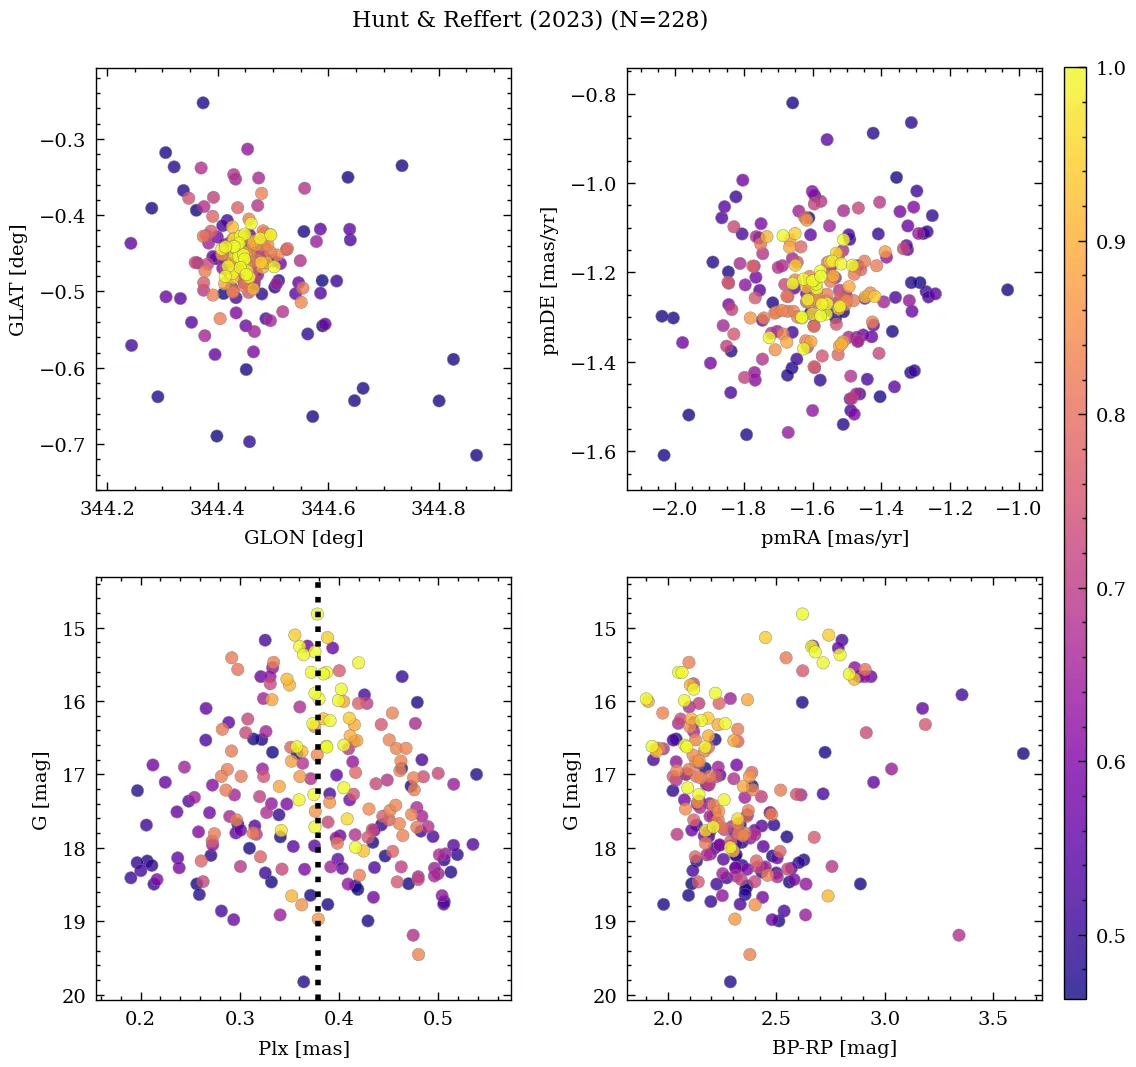 Hunt & Reffert (2023) (N=228)
−0.3
−0.4
−0.5
−0.6
−0.7
GLAT [deg]
344.2 344.4 344.6 344.8
GLON [deg]
−0.8
−1.0
−1.2
−1.4
−1.6
pmDE [mas/yr]
−2.0 −1.8 −1.6 −1.4 −1.2 −1.0
pmRA [mas/yr]
15
16
17
18
19
20
G [mag]
0.2 0.3 0.4 0.5
Plx [mas]
15
16
17
18
19
20
G [mag]
2.0 2.5 3.0 3.5
BP-RP [mag]
1.0
0.9
0.8
0.7
0.6
0.5